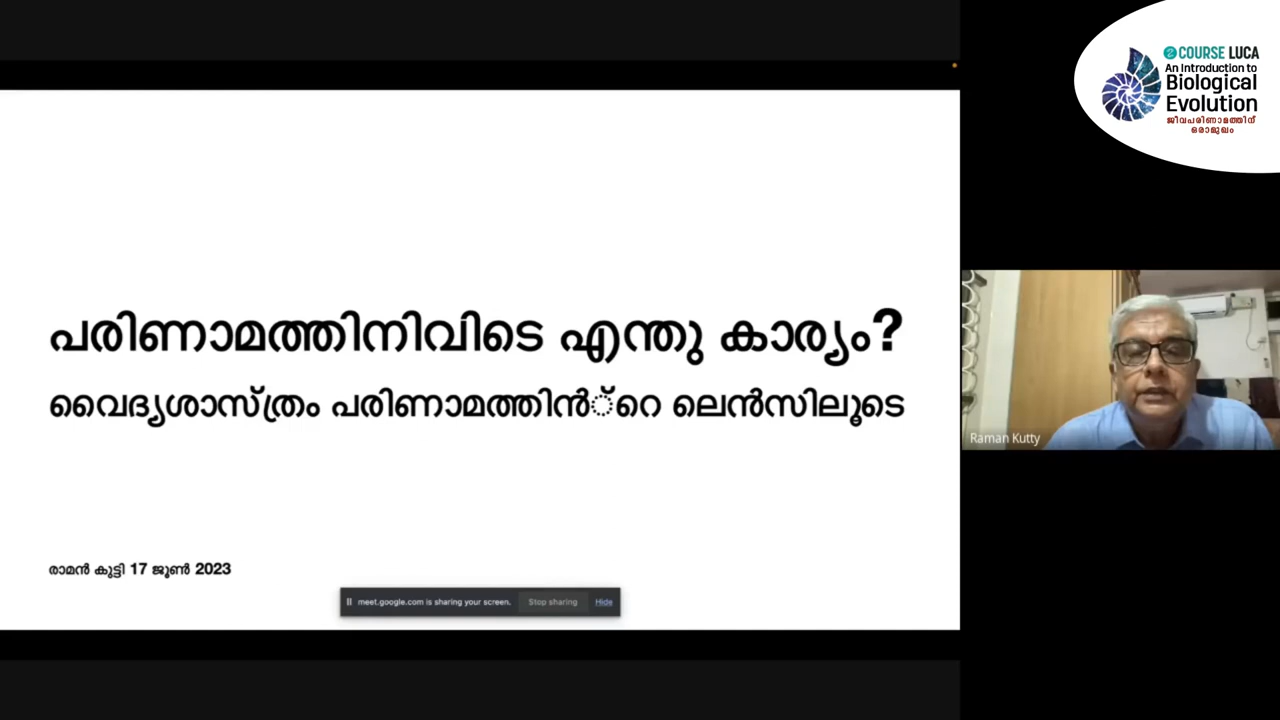 COURSE LUCA
An Introduction to
Biological
Evolution
ജീവപരിണാമത്തിന്
ഒരാമുഖം
പരിണാമത്തിനിവിടെ എന്തു കാര്യം?
വൈദ്യശാസ്ത്രം പരിണാമത്തിൻ്റെ ലെൻസിലൂടെ
Raman Kutty
രാമൻ കുട്ടി 17 ജൂൺ 2023
meet.google.com is sharing your screen. Stop sharing Hide